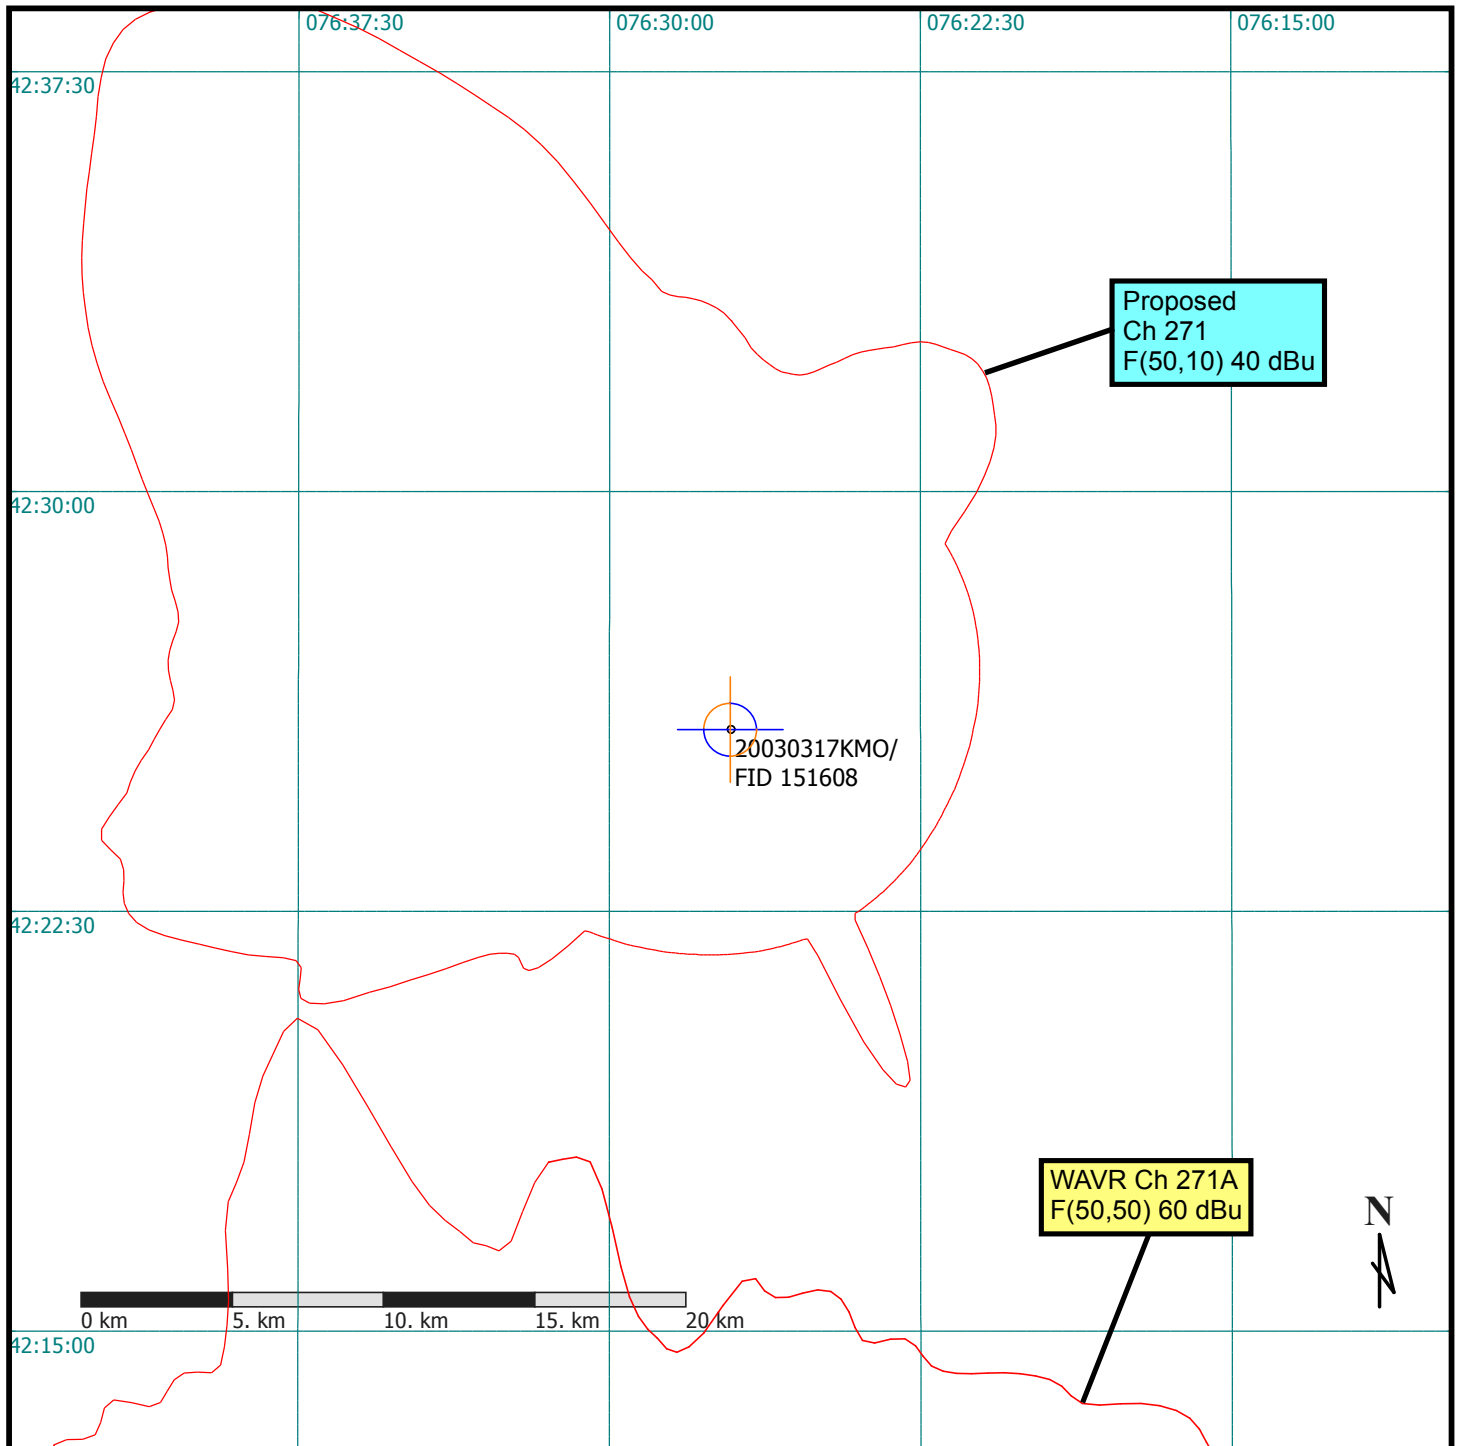 076:37:30
076:30:00
076:22:30
076:15:00
42:37:30
Proposed
Ch 271
F(50,10) 40 dBu
42:30:00
20030317KMO/
FID 151608
42:22:30
WAVR Ch 271A
F(50,50) 60 dBu
N
0 km
5. km
10. km
15. km
20 km
42:15:00